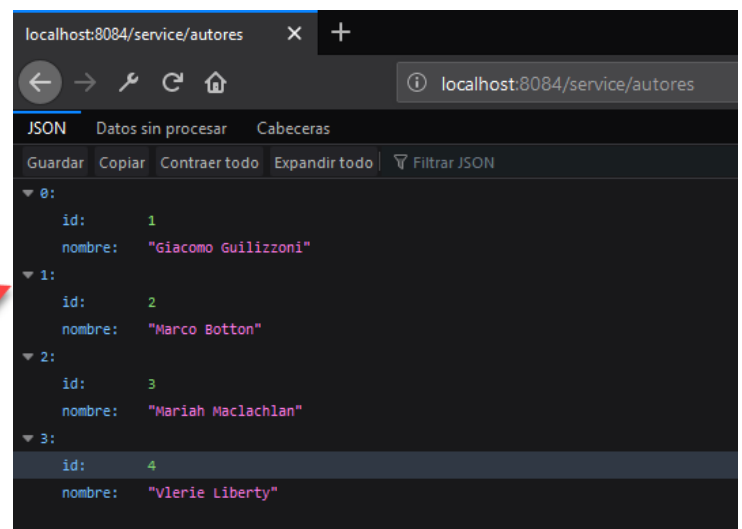 localhost:8084/service/autores
localhost:8084/service/autores
JSON Datos sin procesar Cabeceras
Guardar Copiar Contraer todo Expandir todo Filtrar JSON
0:
id: 1
nombre: "Giacomo Guilizzoni"
1:
id: 2
nombre: "Marco Botton"
2:
id: 3
nombre: "Mariah Maclachlan"
3:
id: 4
nombre: "Vlerie Liberty"